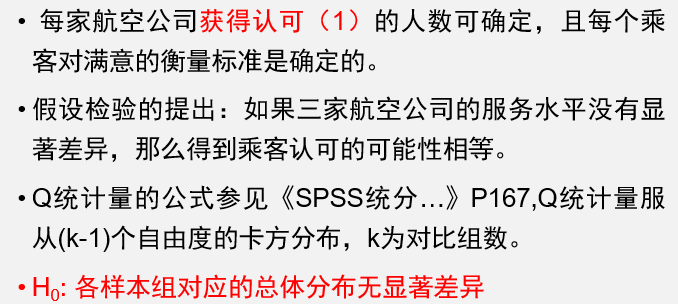 • 每家航空公司获得认可（1）的人数可确定，且每个乘
客对满意的衡量标准是确定的。
• 假设检验的提出：如果三家航空公司的服务水平没有显
著差异，那么得到乘客认可的可能性相等。
• Q统计量的公式参见《SPSS统分…》P167,Q统计量服
从(k-1)个自由度的卡方分布，k为对比组数。
• H₀: 各样本组对应的总体分布无显著差异